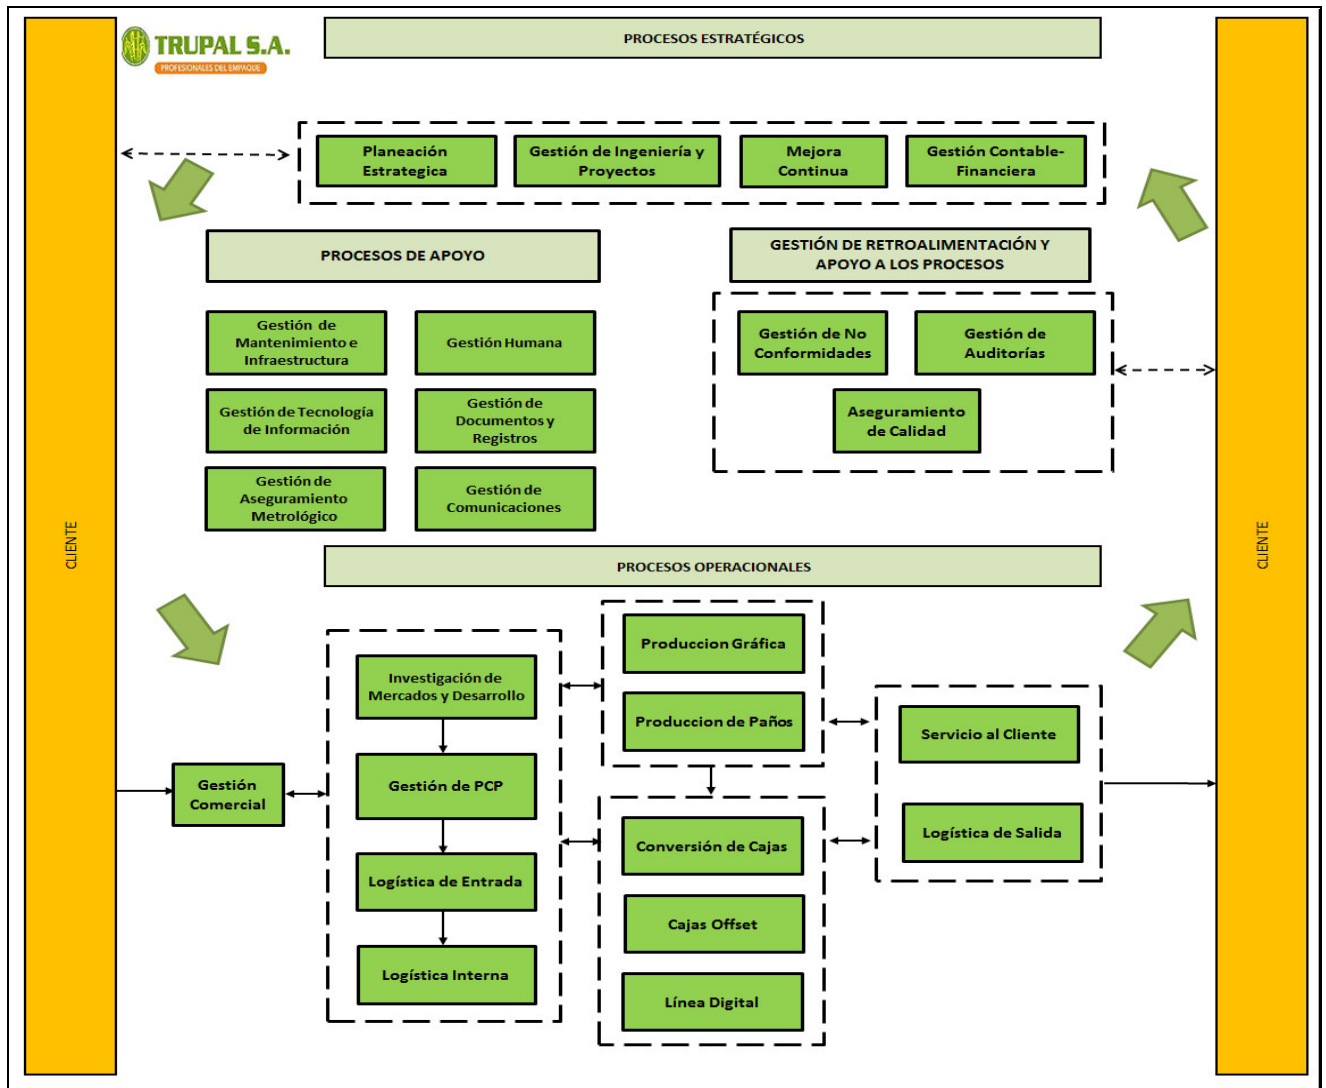 TRUPAL S.A.
PROFESIONALES DEL EMPAQUE
PROCESOS ESTRATÉGICOS
Planeación
Estrategica
Gestión de Ingeniería y
Proyectos
Mejora
Continua
Gestión Contable-
Financiera
PROCESOS DE APOYO
GESTIÓN DE RETROALIMENTACIÓN Y
APOYO A LOS PROCESOS
Gestión de
Mantenimiento e
Infraestructura
Gestión Humana
Gestión de Tecnología
de Información
Gestión de
Documentos y
Registros
Gestión de
Aseguramiento
Metrológico
Gestión de
Comunicaciones
Gestión de No
Conformidades
Gestión de
Auditorías
Aseguramiento
de Calidad
CLIENTE
CLIENTE
PROCESOS OPERACIONALES
Gestión
Comercial
Investigación de
Mercados y Desarrollo
Gestión de PCP
Logística de Entrada
Logística Interna
Produccion Gráfica
Produccion de Paños
Conversión de Cajas
Cajas Offset
Línea Digital
Servicio al Cliente
Logística de Salida